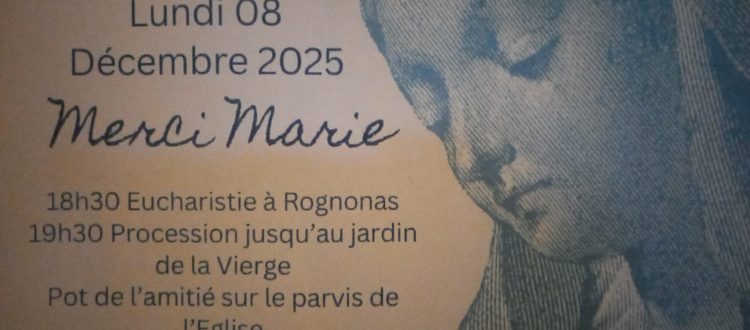 Lundi 08
Décembre 2025
Merci Marie
18h30 Eucharistie à Rognonas
19h30 Procession jusqu'au jardin
de la Vierge
Pot de l'amitié sur le parvis de
l'Eglise